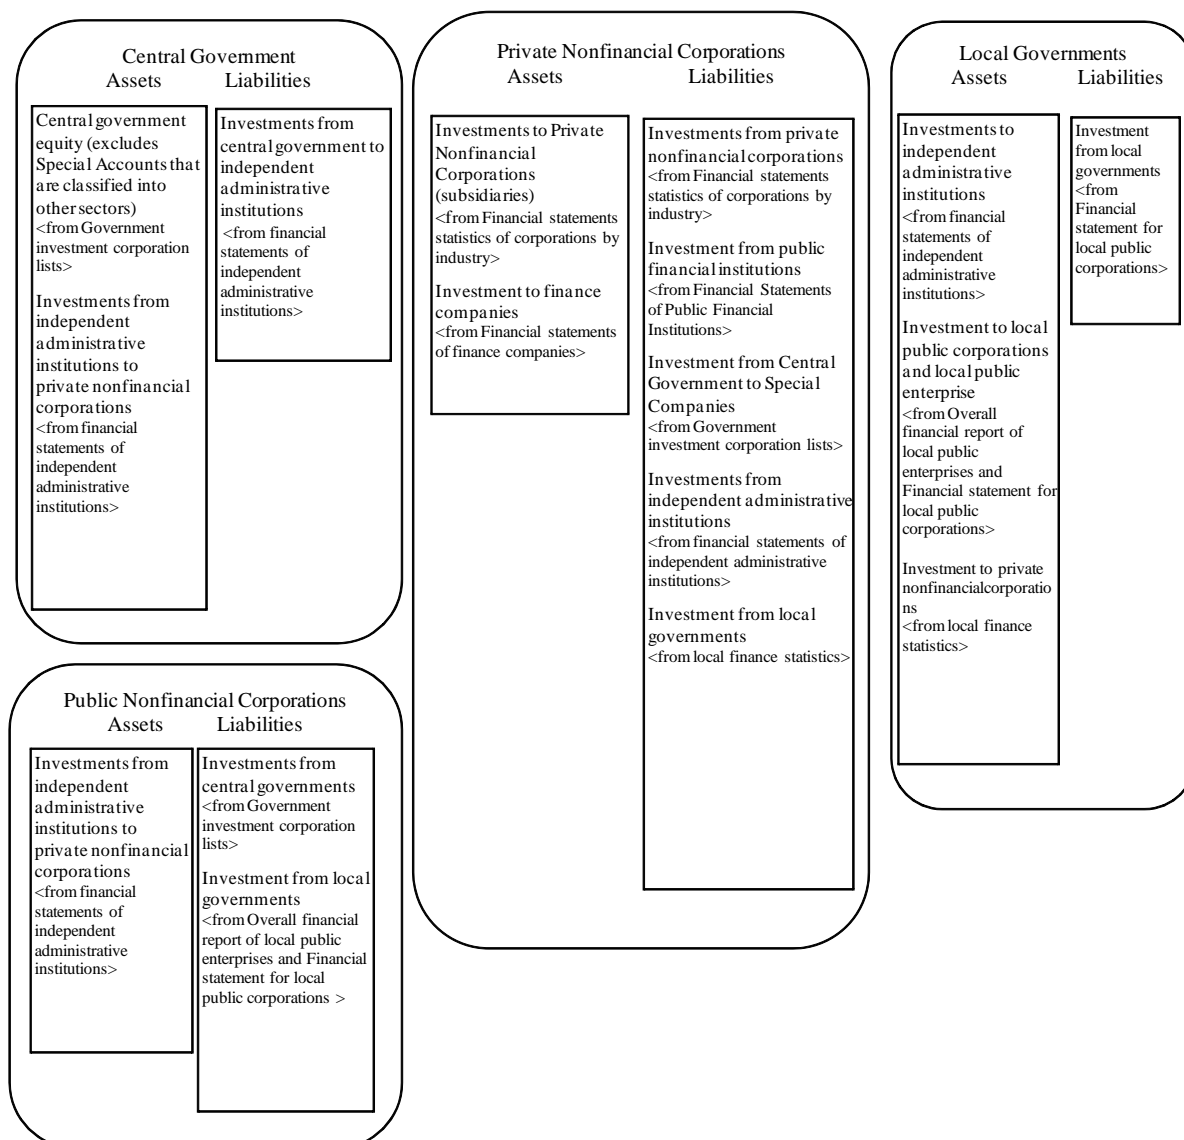 Central Government
Assets
Liabilities
Central government
equity (excludes
Special Accounts that
are classified into
other sectors)
<from Government
investment corporation
lists>
Investments from
independent
administrative
institutions to
private nonfinancial
corporations
<from financial
statements of
independent
administrative
institutions>
Investments from
central government to
independent
administrative
institutions
<from financial
statements of
independent
administrative
institutions>
Public Nonfinancial Corporations
Assets
Liabilities
Investments from
independent
administrative
institutions to
private nonfinancial
corporations
<from financial
statements of
independent
administrative
institutions>
Investments from
central governments
<from Government
investment corporation
lists>
Investment from local
governments
<from Overall financial
report of local public
enterprises and Financial
statement for local
public corporations >
Private Nonfinancial Corporations
Assets
Liabilities
Investments to Private
Nonfinancial
Corporations
(subsidiaries)
<from Financial statements
statistics of corporations by
industry>
Investment to finance
companies
<from Financial statements
of finance companies>
Investments from private
nonfinancial corporations
<from Financial statements
statistics of corporations by
industry>
Investment from public
financial institutions
<from Financial Statements
of Public Financial
Institutions>
Investment from Central
Government to Special
Companies
<from Government
investment corporation lists>
Investments from
independent administrative
institutions
<from financial statements of
independent administrative
institutions>
Investment from local
governments
<from local finance statistics>
Local Governments
Assets
Liabilities
Investments to
independent
administrative
institutions
<from financial
statements of
independent
administrative
institutions>
Investment to local
public corporations
and local public
enterprise
<from Overall
financial report of
local public
enterprises and
Financial statement for
local public
corporations>
Investment to private
nonfinancialcorporatio
ns
<from local finance
statistics>
Investment
from local
governments
<from
Financial
statement for
local public
corporations>